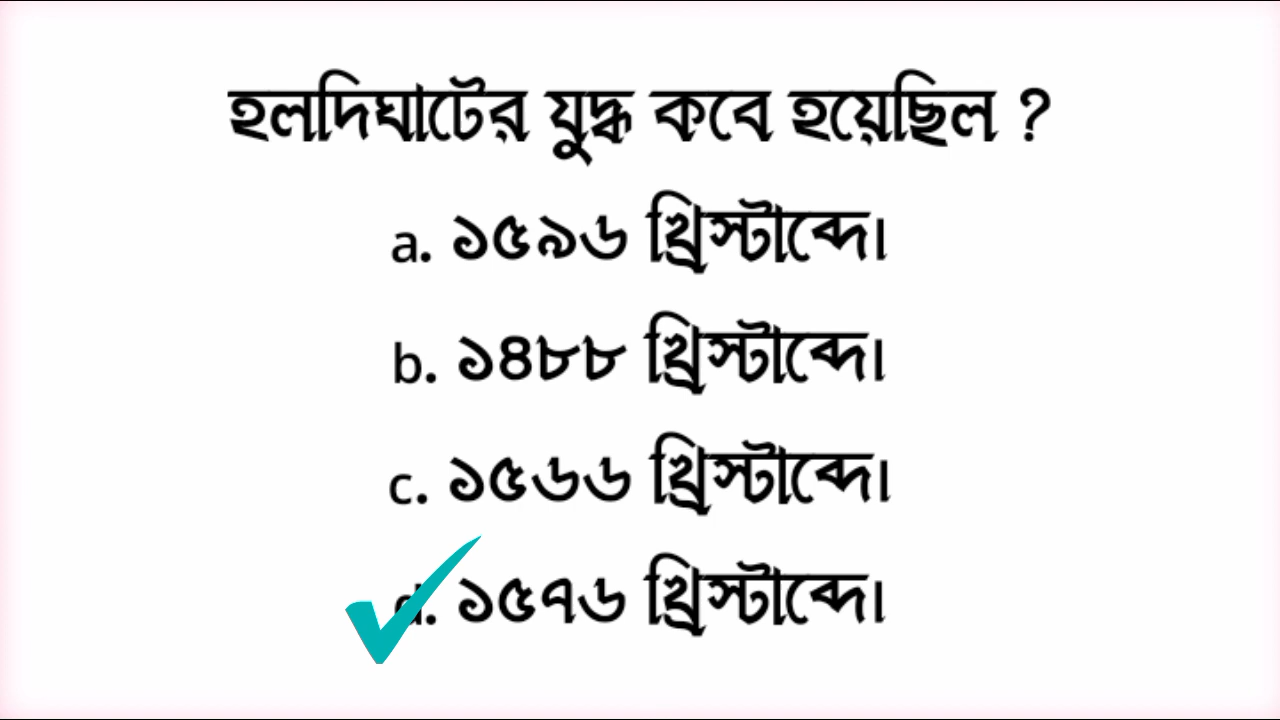 হলদিঘাটের যুদ্ধ কবে হয়েছিল ?
a. ১৫৯৬ খ্রিস্টাব্দে।
b. ১৪৮৮ খ্রিস্টাব্দে।
c. ১৫৬৬ খ্রিস্টাব্দে।
d. ১৫৭৬ খ্রিস্টাব্দে।